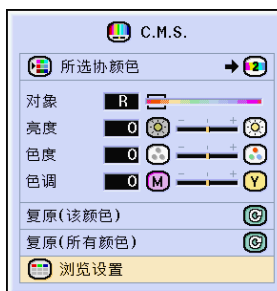 C.M.S.
所选协颜色 2
对象 R
亮度 0 - +
色度 0 - +
色调 0 M - + Y
复原(该颜色)
复原(所有颜色)
浏览设置